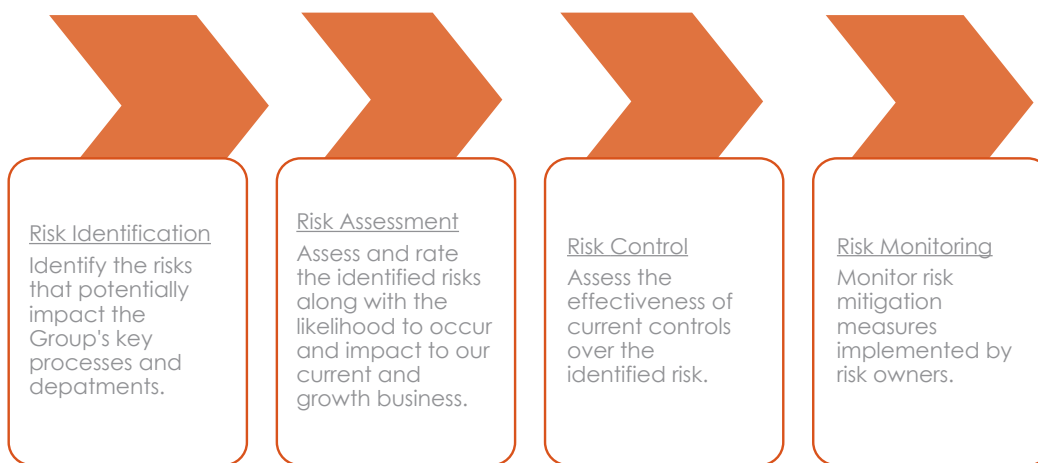 Risk Identification
Identify the risks
that potentially
impact the
Group's key
processes and
depatments.
Risk Assessment
Assess and rate
the identified risks
along with the
likelihood to occur
and impact to our
current and
growth business.
Risk Control
Assess the
effectiveness of
current controls
over the
identified risk.
Risk Monitoring
Monitor risk
mitigation
measures
implemented by
risk owners.